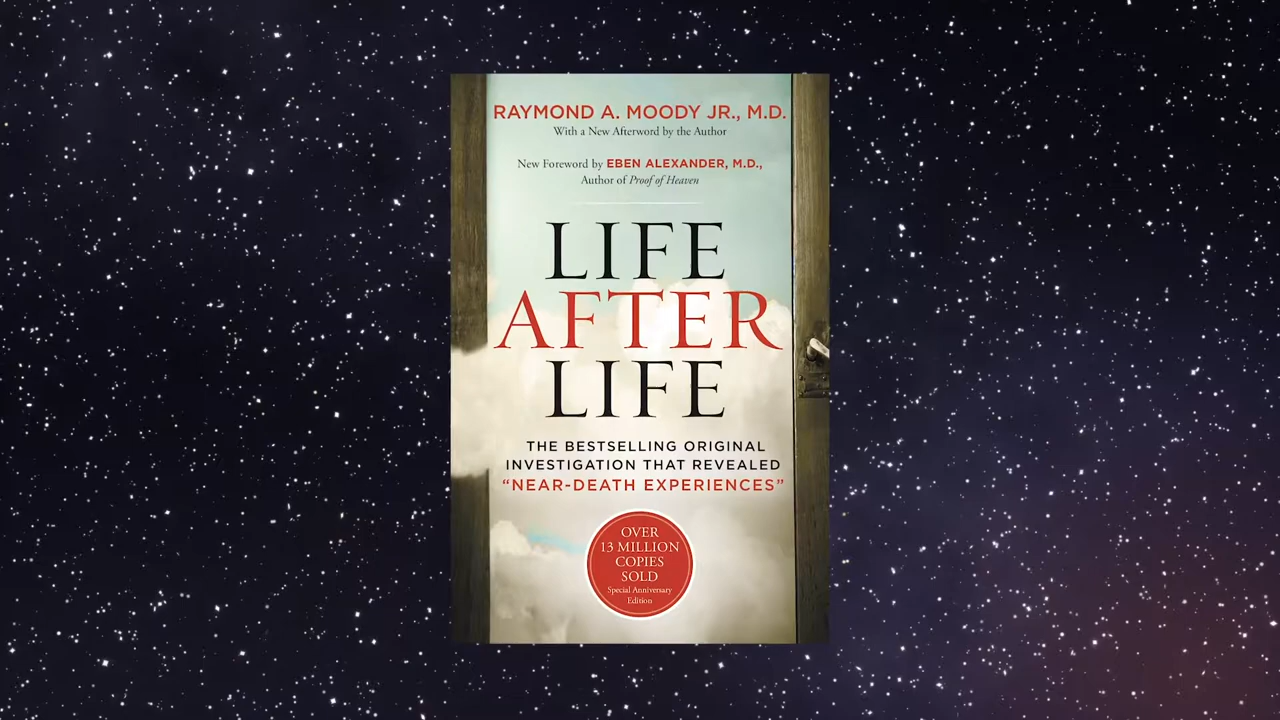 RAYMOND A. MOODY JR., M.D.
With a New Afterword by the Author
New Foreword by EBEN ALEXANDER, M.D.,
Author of Proof of Heaven
LIFE
AFTER
LIFE
THE BESTSELLING ORIGINAL
INVESTIGATION THAT REVEALED
“NEAR-DEATH EXPERIENCES”
OVER
13 MILLION
COPIES
SOLD
Special Anniversary
Edition